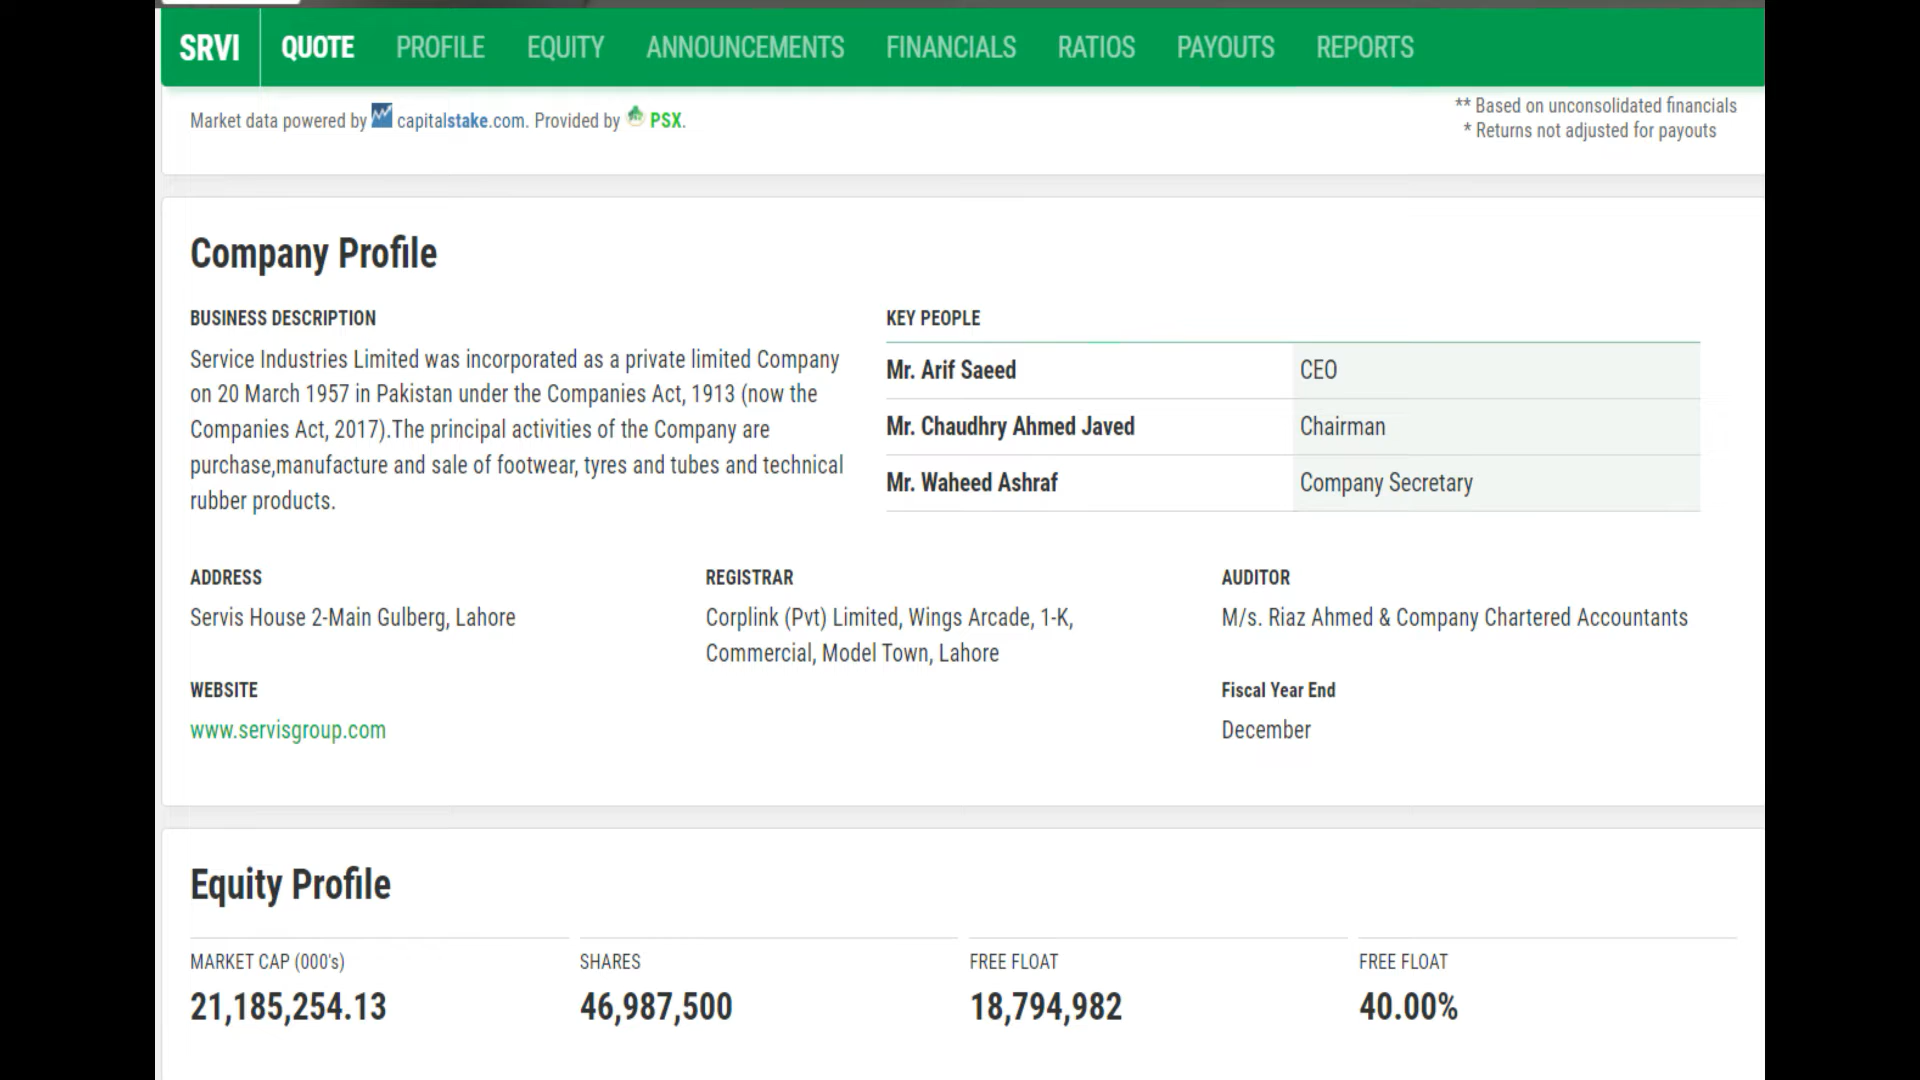 SRVI QUOTE PROFILE EQUITY ANNOUNCEMENTS FINANCIALS RATIOS PAYOUTS REPORTS
Market data powered by capitalstake.com. Provided by PSX.
** Based on unconsolidated financials
* Returns not adjusted for payouts
Company Profile
BUSINESS DESCRIPTION
Service Industries Limited was incorporated as a private limited Company
on 20 March 1957 in Pakistan under the Companies Act, 1913 (now the
Companies Act, 2017).The principal activities of the Company are
purchase,manufacture and sale of footwear, tyres and tubes and technical
rubber products.
KEY PEOPLE
Mr. Arif Saeed CEO
Mr. Chaudhry Ahmed Javed Chairman
Mr. Waheed Ashraf Company Secretary
ADDRESS
Servis House 2-Main Gulberg, Lahore
REGISTRAR
Corplink (Pvt) Limited, Wings Arcade, 1-K,
Commercial, Model Town, Lahore
AUDITOR
M/s. Riaz Ahmed & Company Chartered Accountants
WEBSITE
www.servisgroup.com
Fiscal Year End
December
Equity Profile
MARKET CAP (000's)
21,185,254.13
SHARES
46,987,500
FREE FLOAT
18,794,982
FREE FLOAT
40.00%